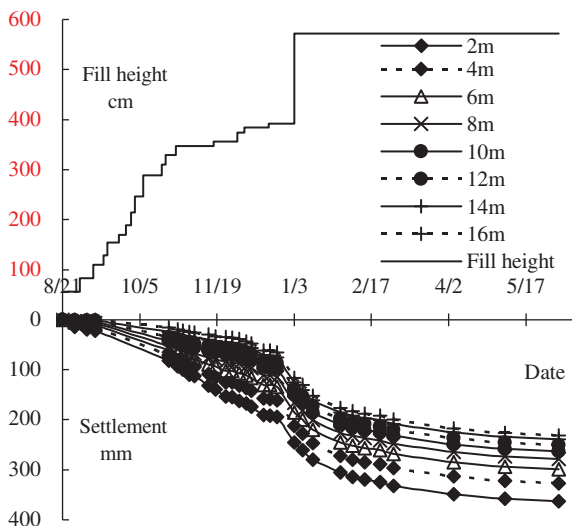 600
500
400
300
200
100
Fill height
cm
2m
4m
6m
8m
10m
12m
14m
16m
Fill height
8/21
10/5
11/19
1/3
2/17
4/2
5/17
0
100
200
300
400
Date
Settlement
mm